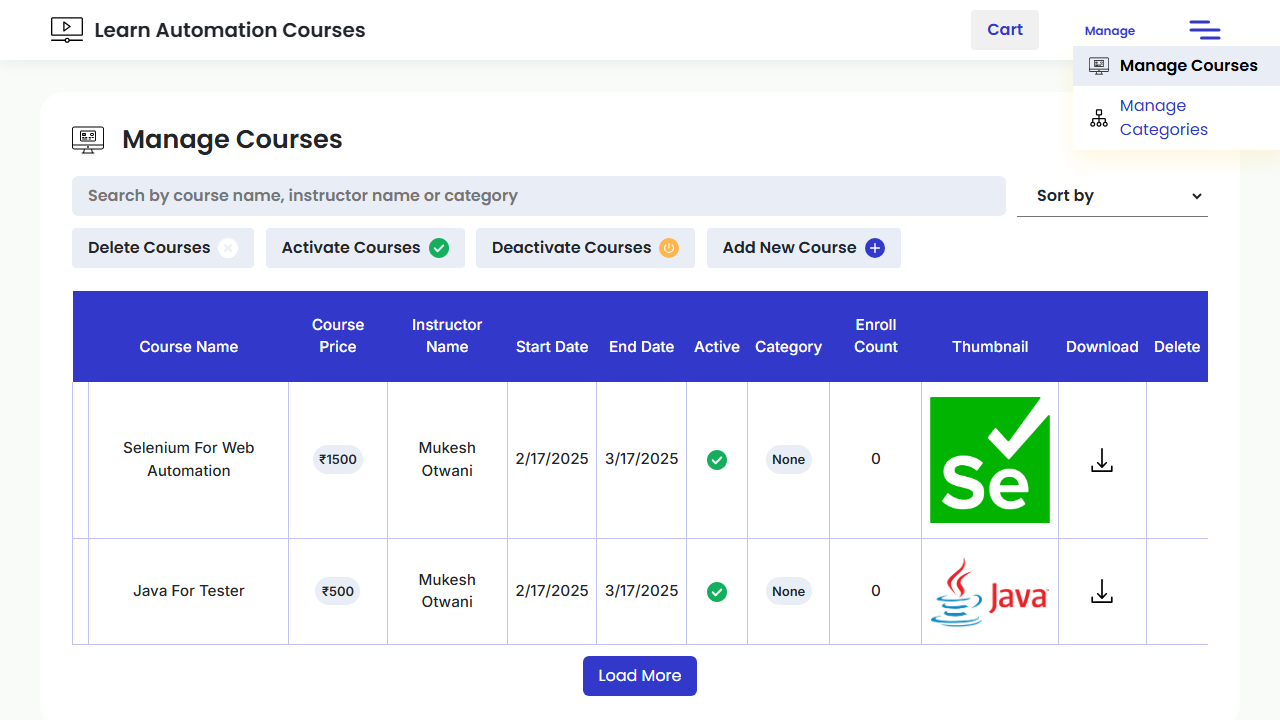 Learn Automation Courses
Cart
Manage
Manage Courses
Manage
Categories
Manage Courses
Search by course name, instructor name or category
Sort by
Delete Courses
Activate Courses
Deactivate Courses
Add New Course
Course Name
Course
Price
Instructor
Name
Start Date
End Date
Active
Category
Enroll
Count
Thumbnail
Download
Delete
Selenium For Web
Automation
₹1500
Mukesh
Otwani
2/17/2025
3/17/2025
None
0
Se
Java For Tester
₹500
Mukesh
Otwani
2/17/2025
3/17/2025
None
0
Java
Load More